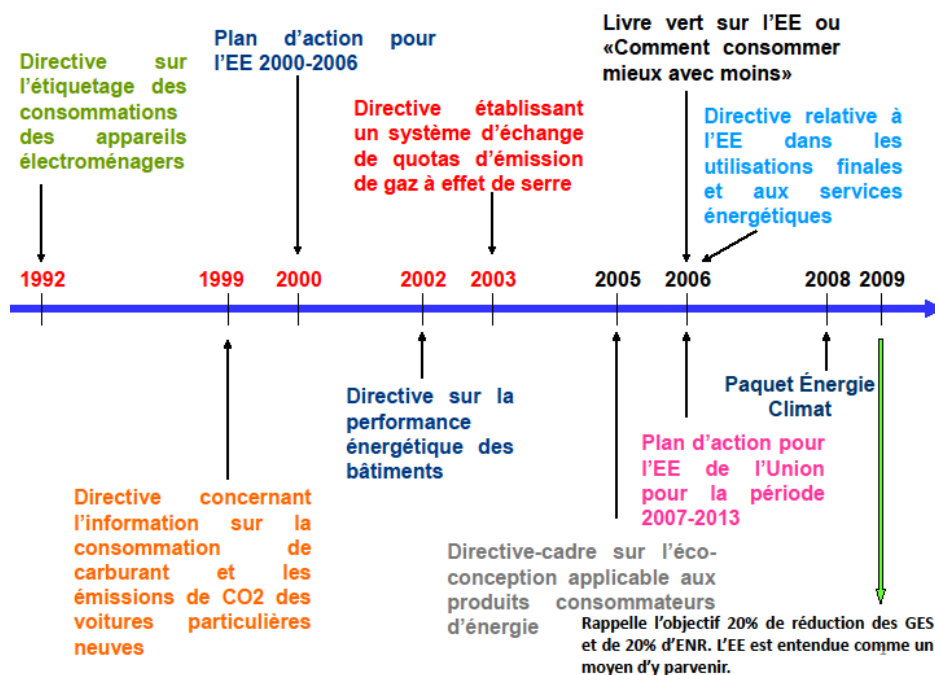 Directive sur
l'étiquetage des
consommations
des appareils
électroménagers
Plan d'action pour
l'EE 2000-2006
Directive établissant
un système d'échange
de quotas d'émission
de gaz à effet de serre
Livre vert sur l'EE ou
«Comment consommer
mieux avec moins»
Directive relative à
l'EE dans les
utilisations finales
et aux services
énergétiques
1992 1999 2000 2002 2003 2005 2006 2008 2009
Directive concernant
l'information sur la
consommation de
carburant et les
émissions de CO2 des
voitures particulières
neuves
Directive sur la
performance
énergétique des
bâtiments
Directive-cadre sur l'éco-
conception applicable aux
produits consommateurs
d'énergie
Plan d'action pour
l'EE de l'Union
pour la période
2007-2013
Paquet Énergie
Climat
Rappelle l'objectif 20% de réduction des GES
et de 20% d'ENR. L'EE est entendue comme un
moyen d'y parvenir.